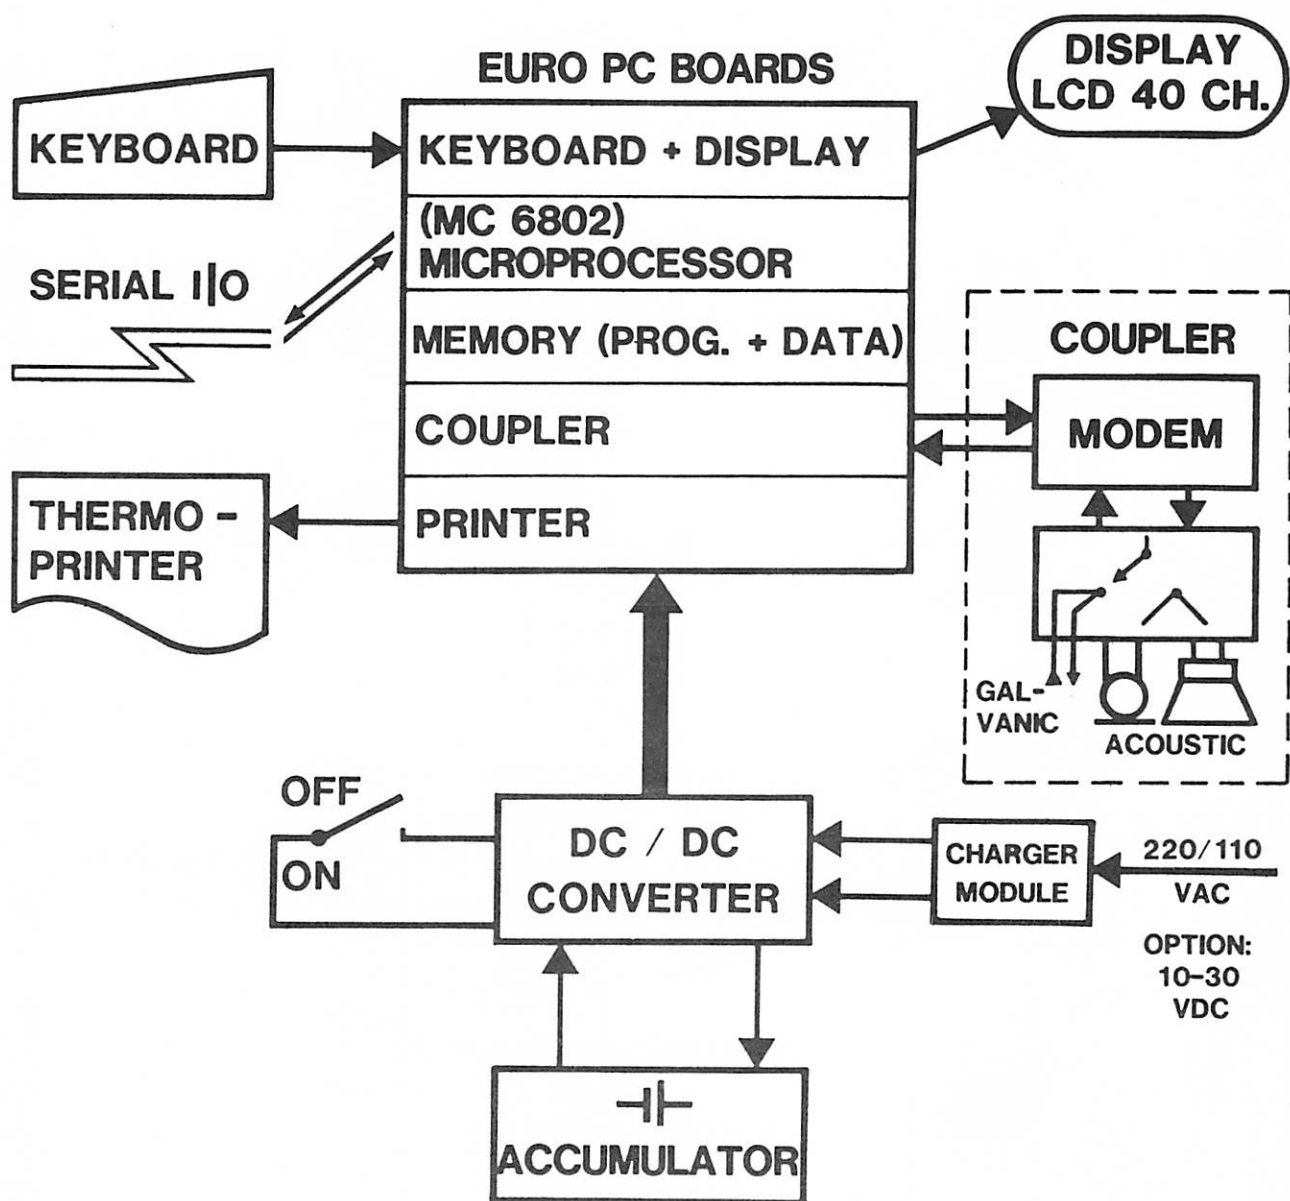 EURO PC BOARDS
DISPLAY
LCD 40 CH.
KEYBOARD
KEYBOARD + DISPLAY
(MC 6802)
MICROPROCESSOR
SERIAL I|O
MEMORY (PROG. + DATA)
COUPLER
COUPLER
MODEM
THERMO -
PRINTER
PRINTER
GAL-
VANIC
ACOUSTIC
OFF
ON
DC / DC
CONVERTER
CHARGER
MODULE
220/110
VAC
OPTION:
10-30
VDC
ACCUMULATOR